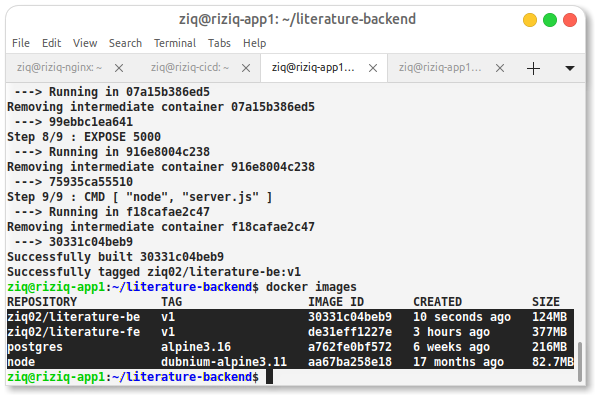 ziq@riziq-app1: ~/literature-backend
File Edit View Search Terminal Tabs Help
ziq@riziq-nginx: ~ × ziq@riziq-cicd: ~ × ziq@riziq-app1... × ziq@riziq-app1... ×
---> Running in 07a15b386ed5
Removing intermediate container 07a15b386ed5
---> 99ebbc1ea641
Step 8/9 : EXPOSE 5000
---> Running in 916e8004c238
Removing intermediate container 916e8004c238
---> 75935ca55510
Step 9/9 : CMD [ "node", "server.js" ]
---> Running in f18cafae2c47
Removing intermediate container f18cafae2c47
---> 30331c04beb9
Successfully built 30331c04beb9
Successfully tagged ziq02/literature-be:v1
ziq@riziq-app1:~/literature-backend$ docker images
REPOSITORY TAG IMAGE ID CREATED SIZE
ziq02/literature-be v1 30331c04beb9 10 seconds ago 124MB
ziq02/literature-fe v1 de31eff1227e 3 hours ago 377MB
postgres alpine3.16 a762fe0bf572 6 weeks ago 216MB
node dubnium-alpine3.11 aa67ba258e18 17 months ago 82.7MB
ziq@riziq-app1:~/literature-backend$